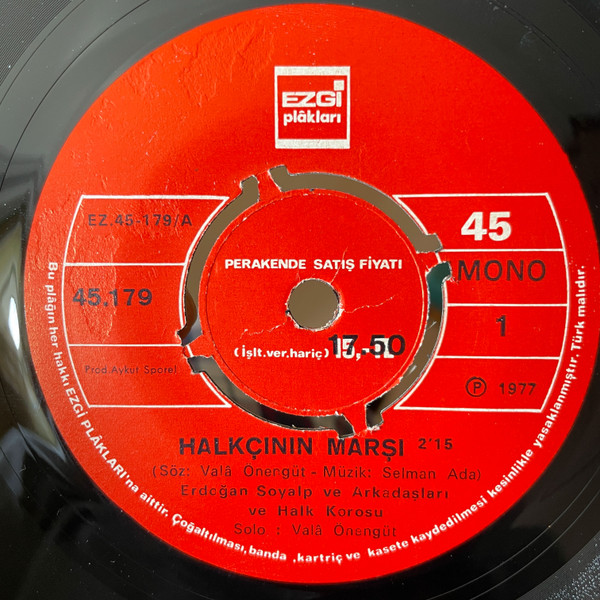 EZGİ
plâkları
EZ.45-179/A
45
PERAKENDE SATIŞ FİYATI
MONO
45.179
1
(İşlt.ver.hariç)
17.50
Prod Aykut Sporel
℗ 1977
HALKÇININ MARŞI 2'15
(Söz: Valâ Önengüt - Müzik: Selman Ada)
Erdoğan Soyalp ve Arkadaşları
ve Halk Korosu
Solo : Valâ Önengüt
Bu plâğın her hakkı EZGİ PLÂKLARI'na aittir. Çoğaltılması, banda ,kartriç ve kasete kaydedilmesi kesinlikle yasaklanmıştır. Türk malıdır.